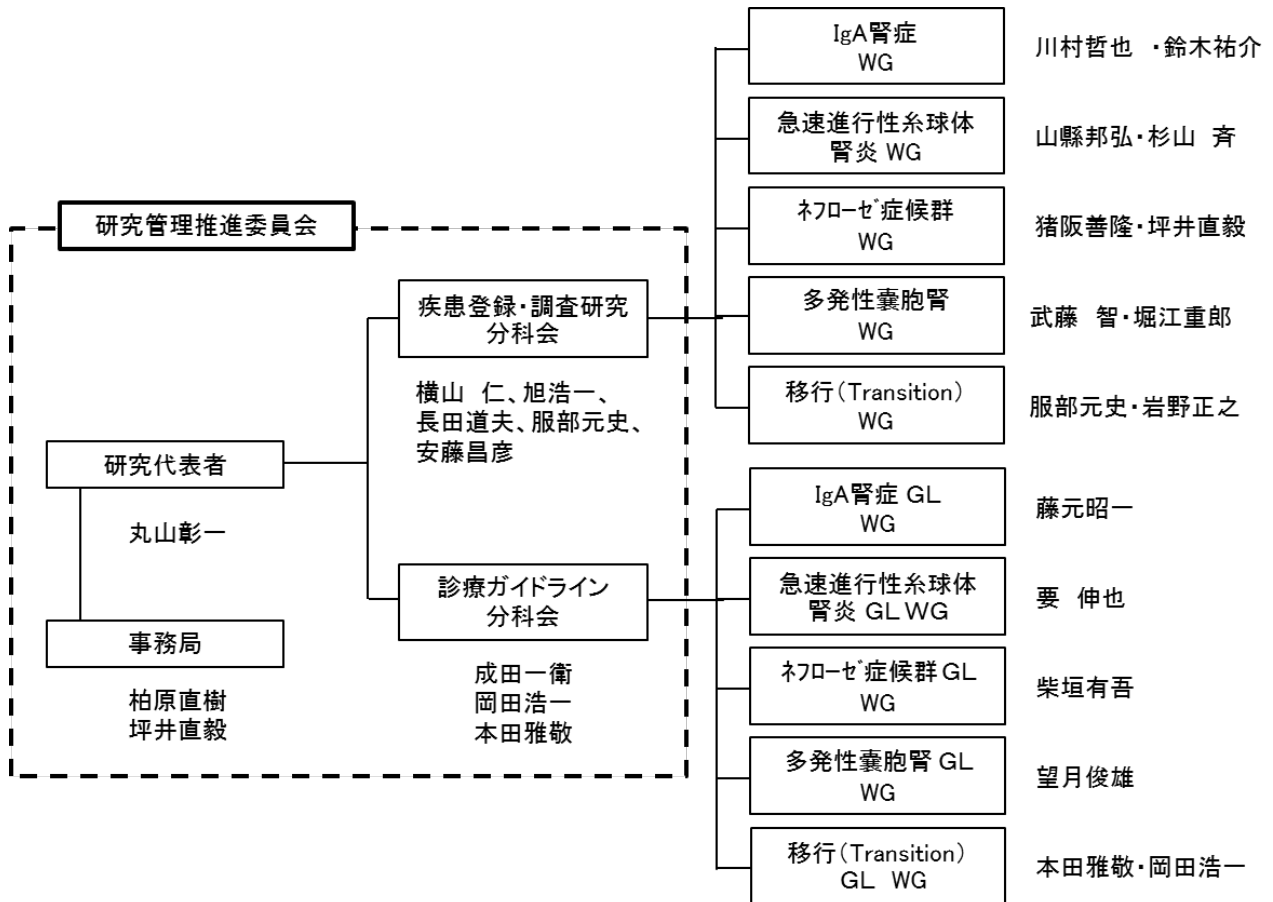 研究管理推進委員会
研究代表者
丸山彰一
事務局
柏原直樹
坪井直毅
疾患登録・調査研究
分科会
横山 仁、旭浩一、
長田道夫、服部元史、
安藤昌彦
診療ガイドライン
分科会
成田一衛
岡田浩一
本田雅敬
IgA腎症
WG
川村哲也 ・鈴木祐介
急速進行性糸球体
腎炎 WG
山縣邦弘・杉山 斉
ﾈﾌﾛｰｾﾞ症候群
WG
猪阪善隆・坪井直毅
多発性嚢胞腎
WG
武藤 智・堀江重郎
移行(Transition)
WG
服部元史・岩野正之
IgA腎症 GL
WG
藤元昭一
急速進行性糸球体
腎炎 GLWG
要 伸也
ﾈﾌﾛｰｾﾞ症候群 GL
WG
柴垣有吾
多発性嚢胞腎 GL
WG
望月俊雄
移行(Transition)
GL WG
本田雅敬・岡田浩一